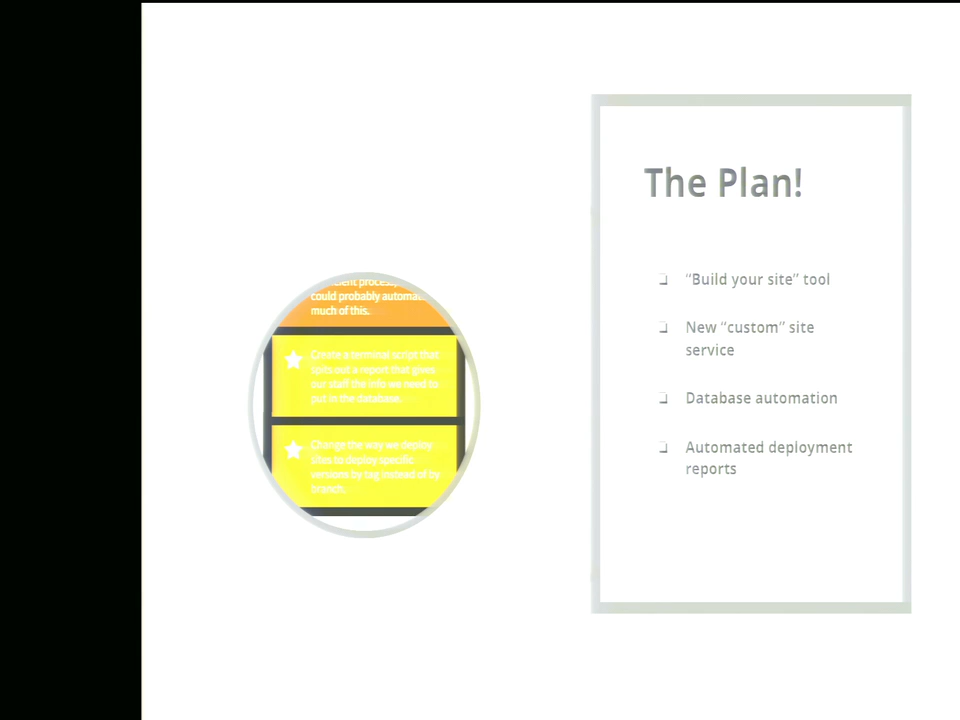 could probably
much of this.
Create a terminal script that
spits out a report that gives
our staff the info we need to
put in the database.
Change the way we deploy
sites to deploy specific
versions by tag instead of by
branch.
The Plan!
❑ “Build your site” tool
❑ New “custom” site
service
❑ Database automation
❑ Automated deployment
reports